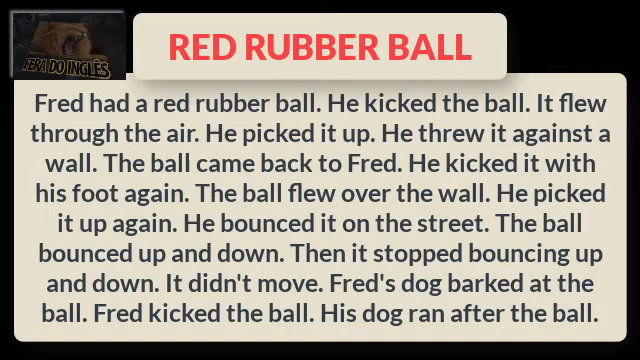 FERA DO INGLÊS
RED RUBBER BALL
Fred had a red rubber ball. He kicked the ball. It flew
through the air. He picked it up. He threw it against a
wall. The ball came back to Fred. He kicked it with
his foot again. The ball flew over the wall. He picked
it up again. He bounced it on the street. The ball
bounced up and down. Then it stopped bouncing up
and down. It didn't move. Fred's dog barked at the
ball. Fred kicked the ball. His dog ran after the ball.